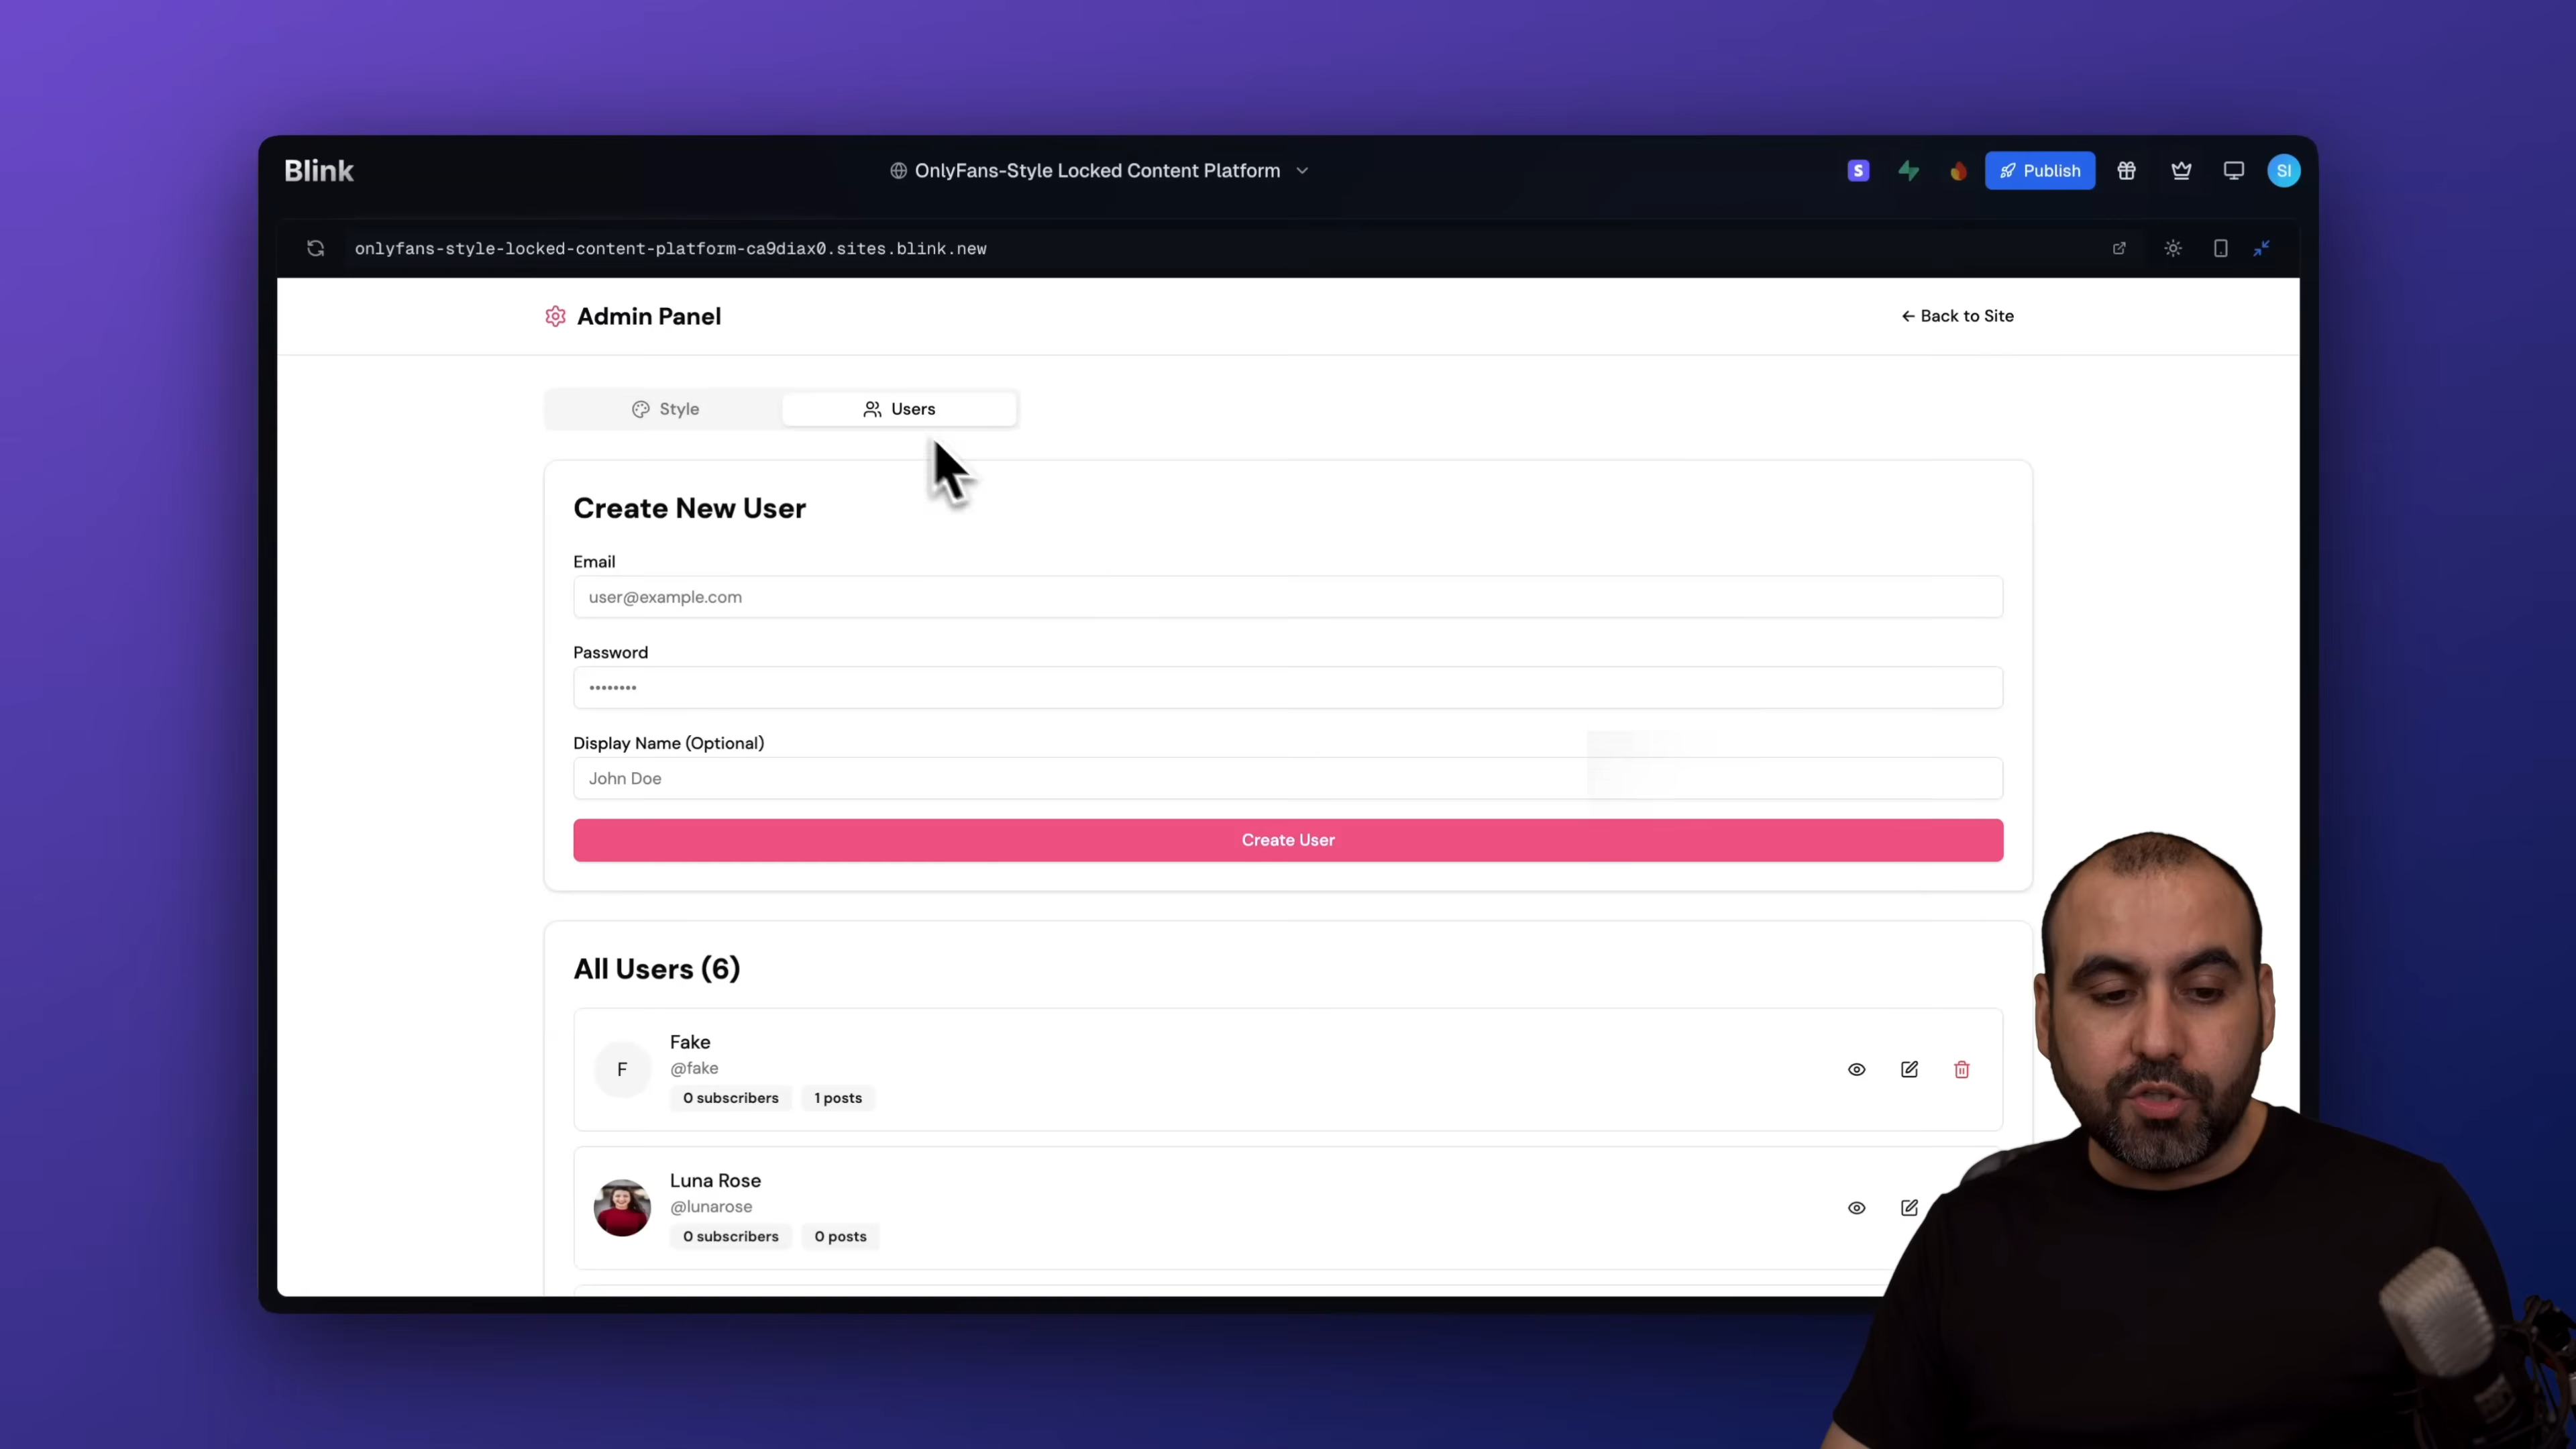 Blink
OnlyFans-Style Locked Content Platform
S
Publish
SI
onlyfans-style-locked-content-platform-ca9diax0.sites.blink.new
Admin Panel
← Back to Site
Style
Users
Create New User
Email
user@example.com
Password
••••••••
Display Name (Optional)
John Doe
Create User
All Users (6)
F
Fake
@fake
0 subscribers
1 posts
Luna Rose
@lunarose
0 subscribers
0 posts